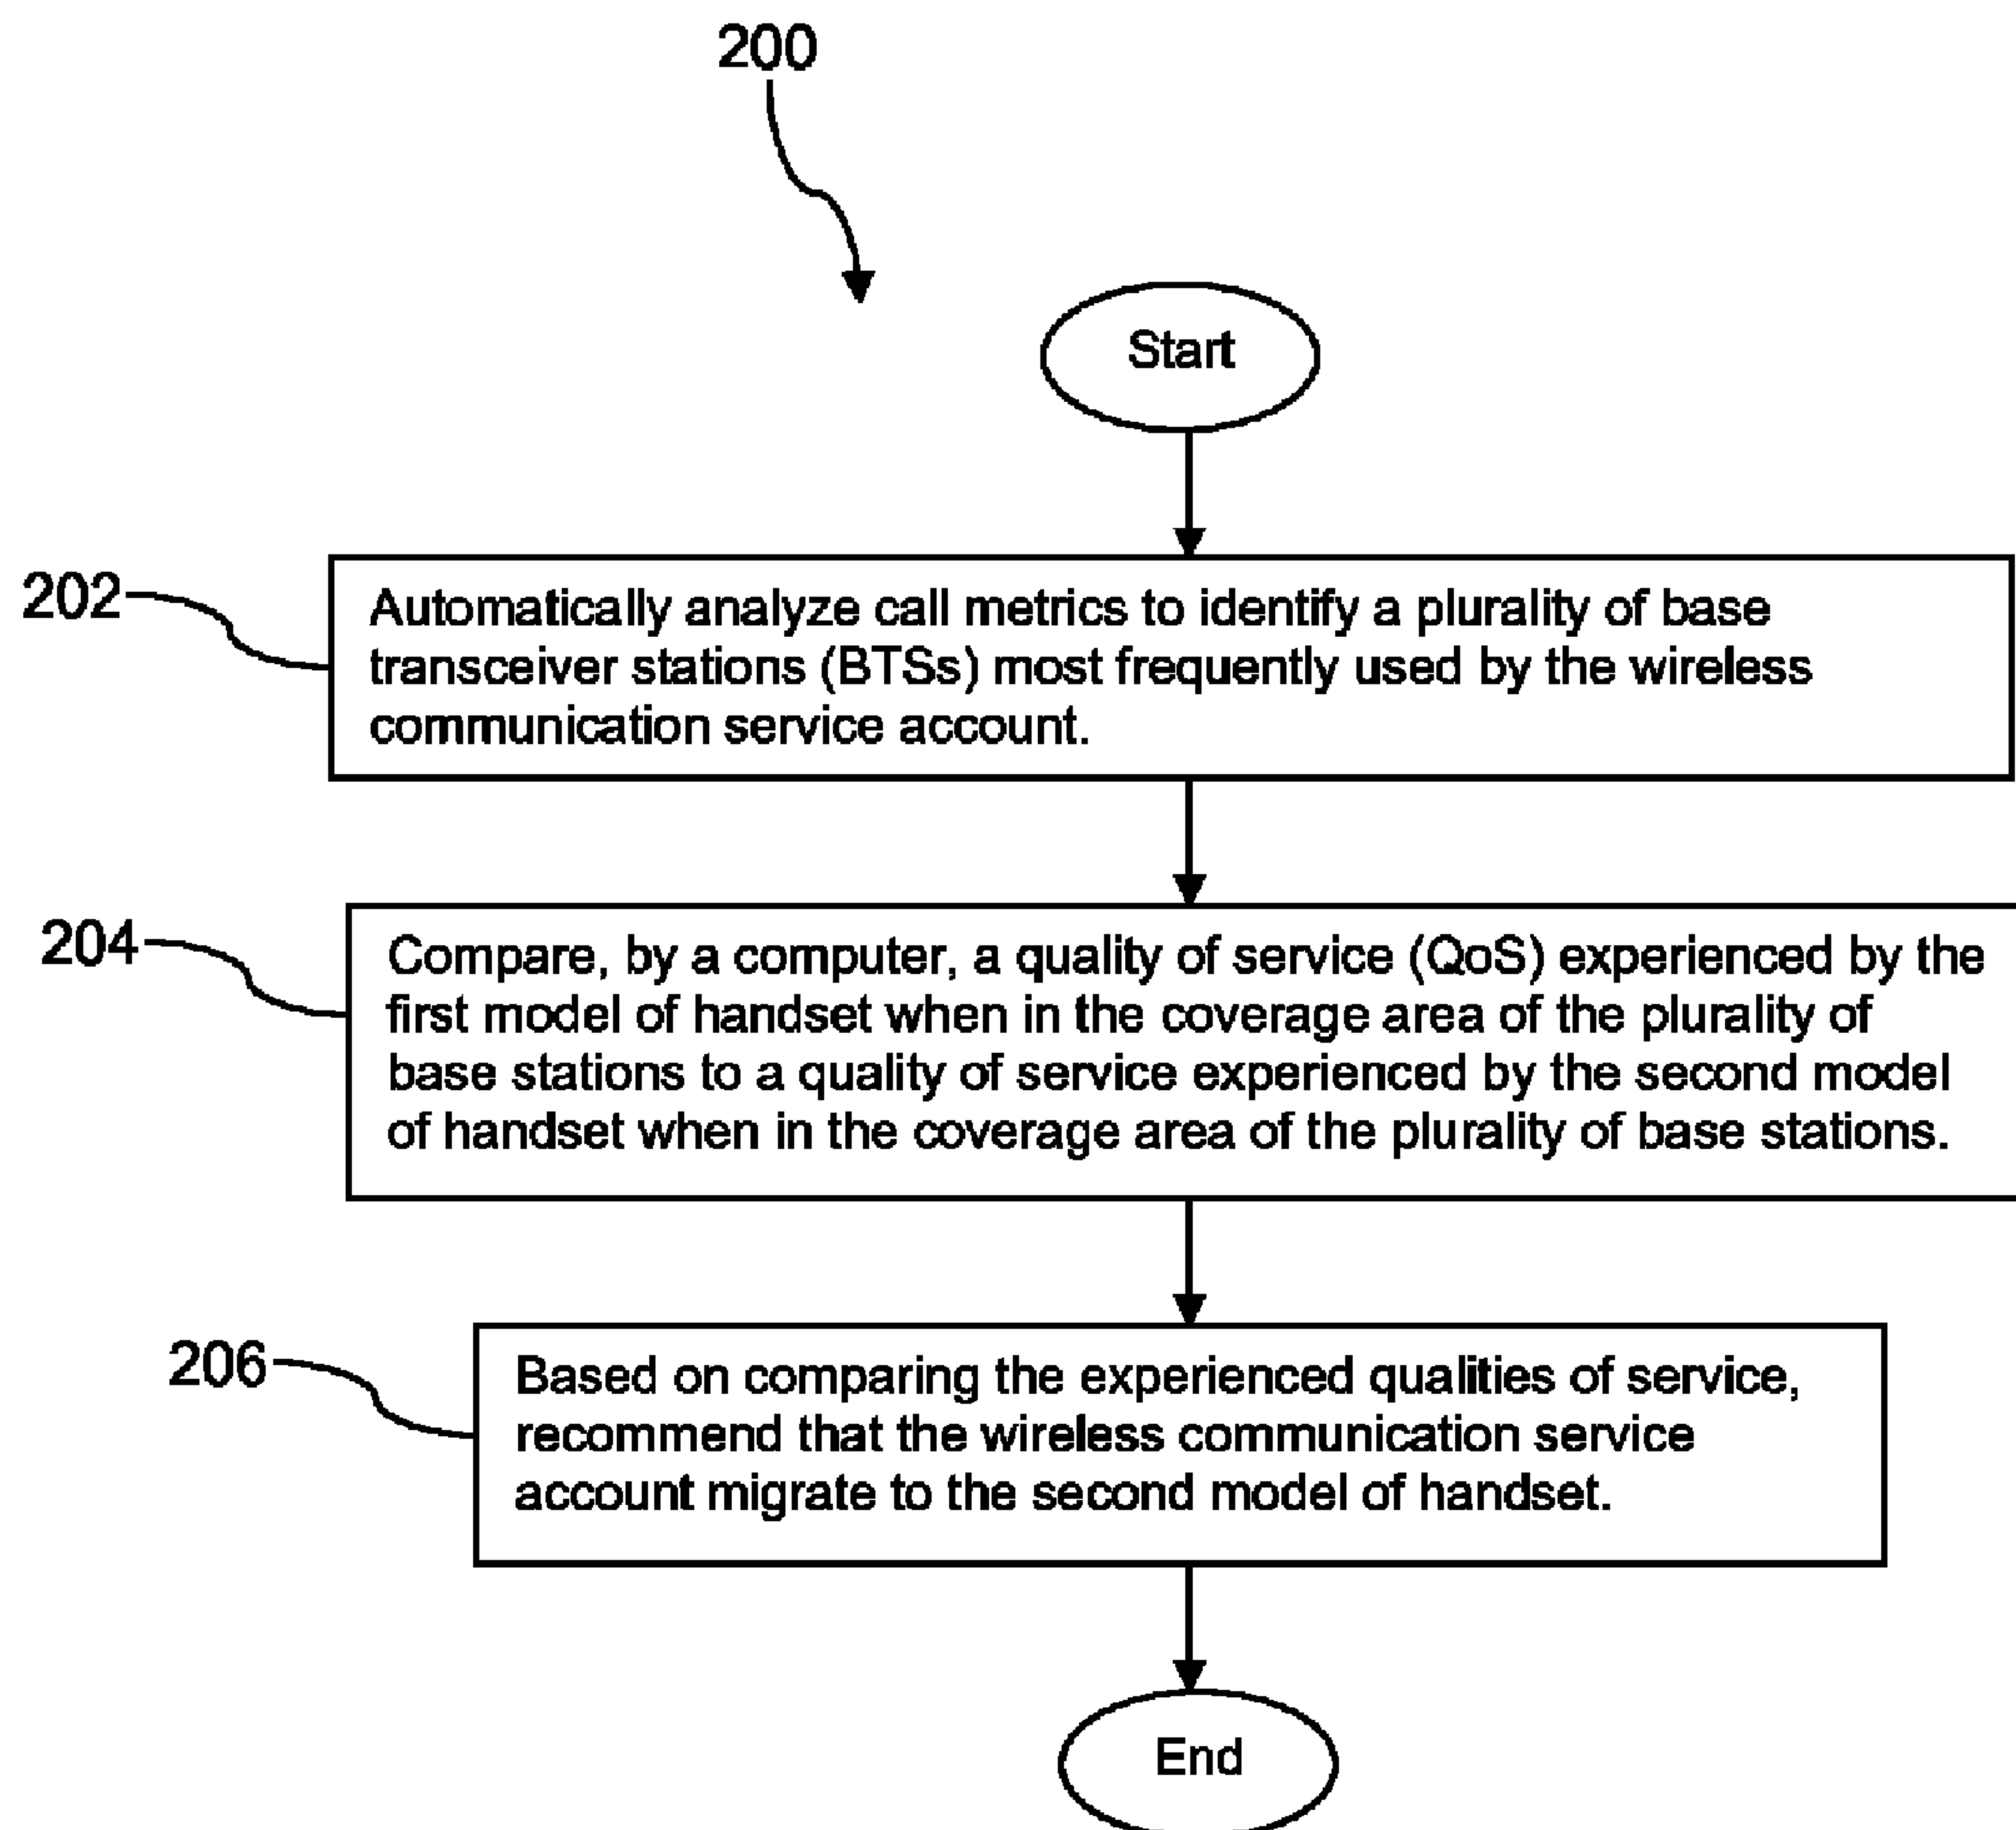 200
Start
202
Automatically analyze call metrics to identify a plurality of base
transceiver stations (BTSs) most frequently used by the wireless
communication service account.
204
Compare, by a computer, a quality of service (QoS) experienced by the
first model of handset when in the coverage area of the plurality of
base stations to a quality of service experienced by the second model
of handset when in the coverage area of the plurality of base stations.
206
Based on comparing the experienced qualities of service,
recommend that the wireless communication service
account migrate to the second model of handset.
End